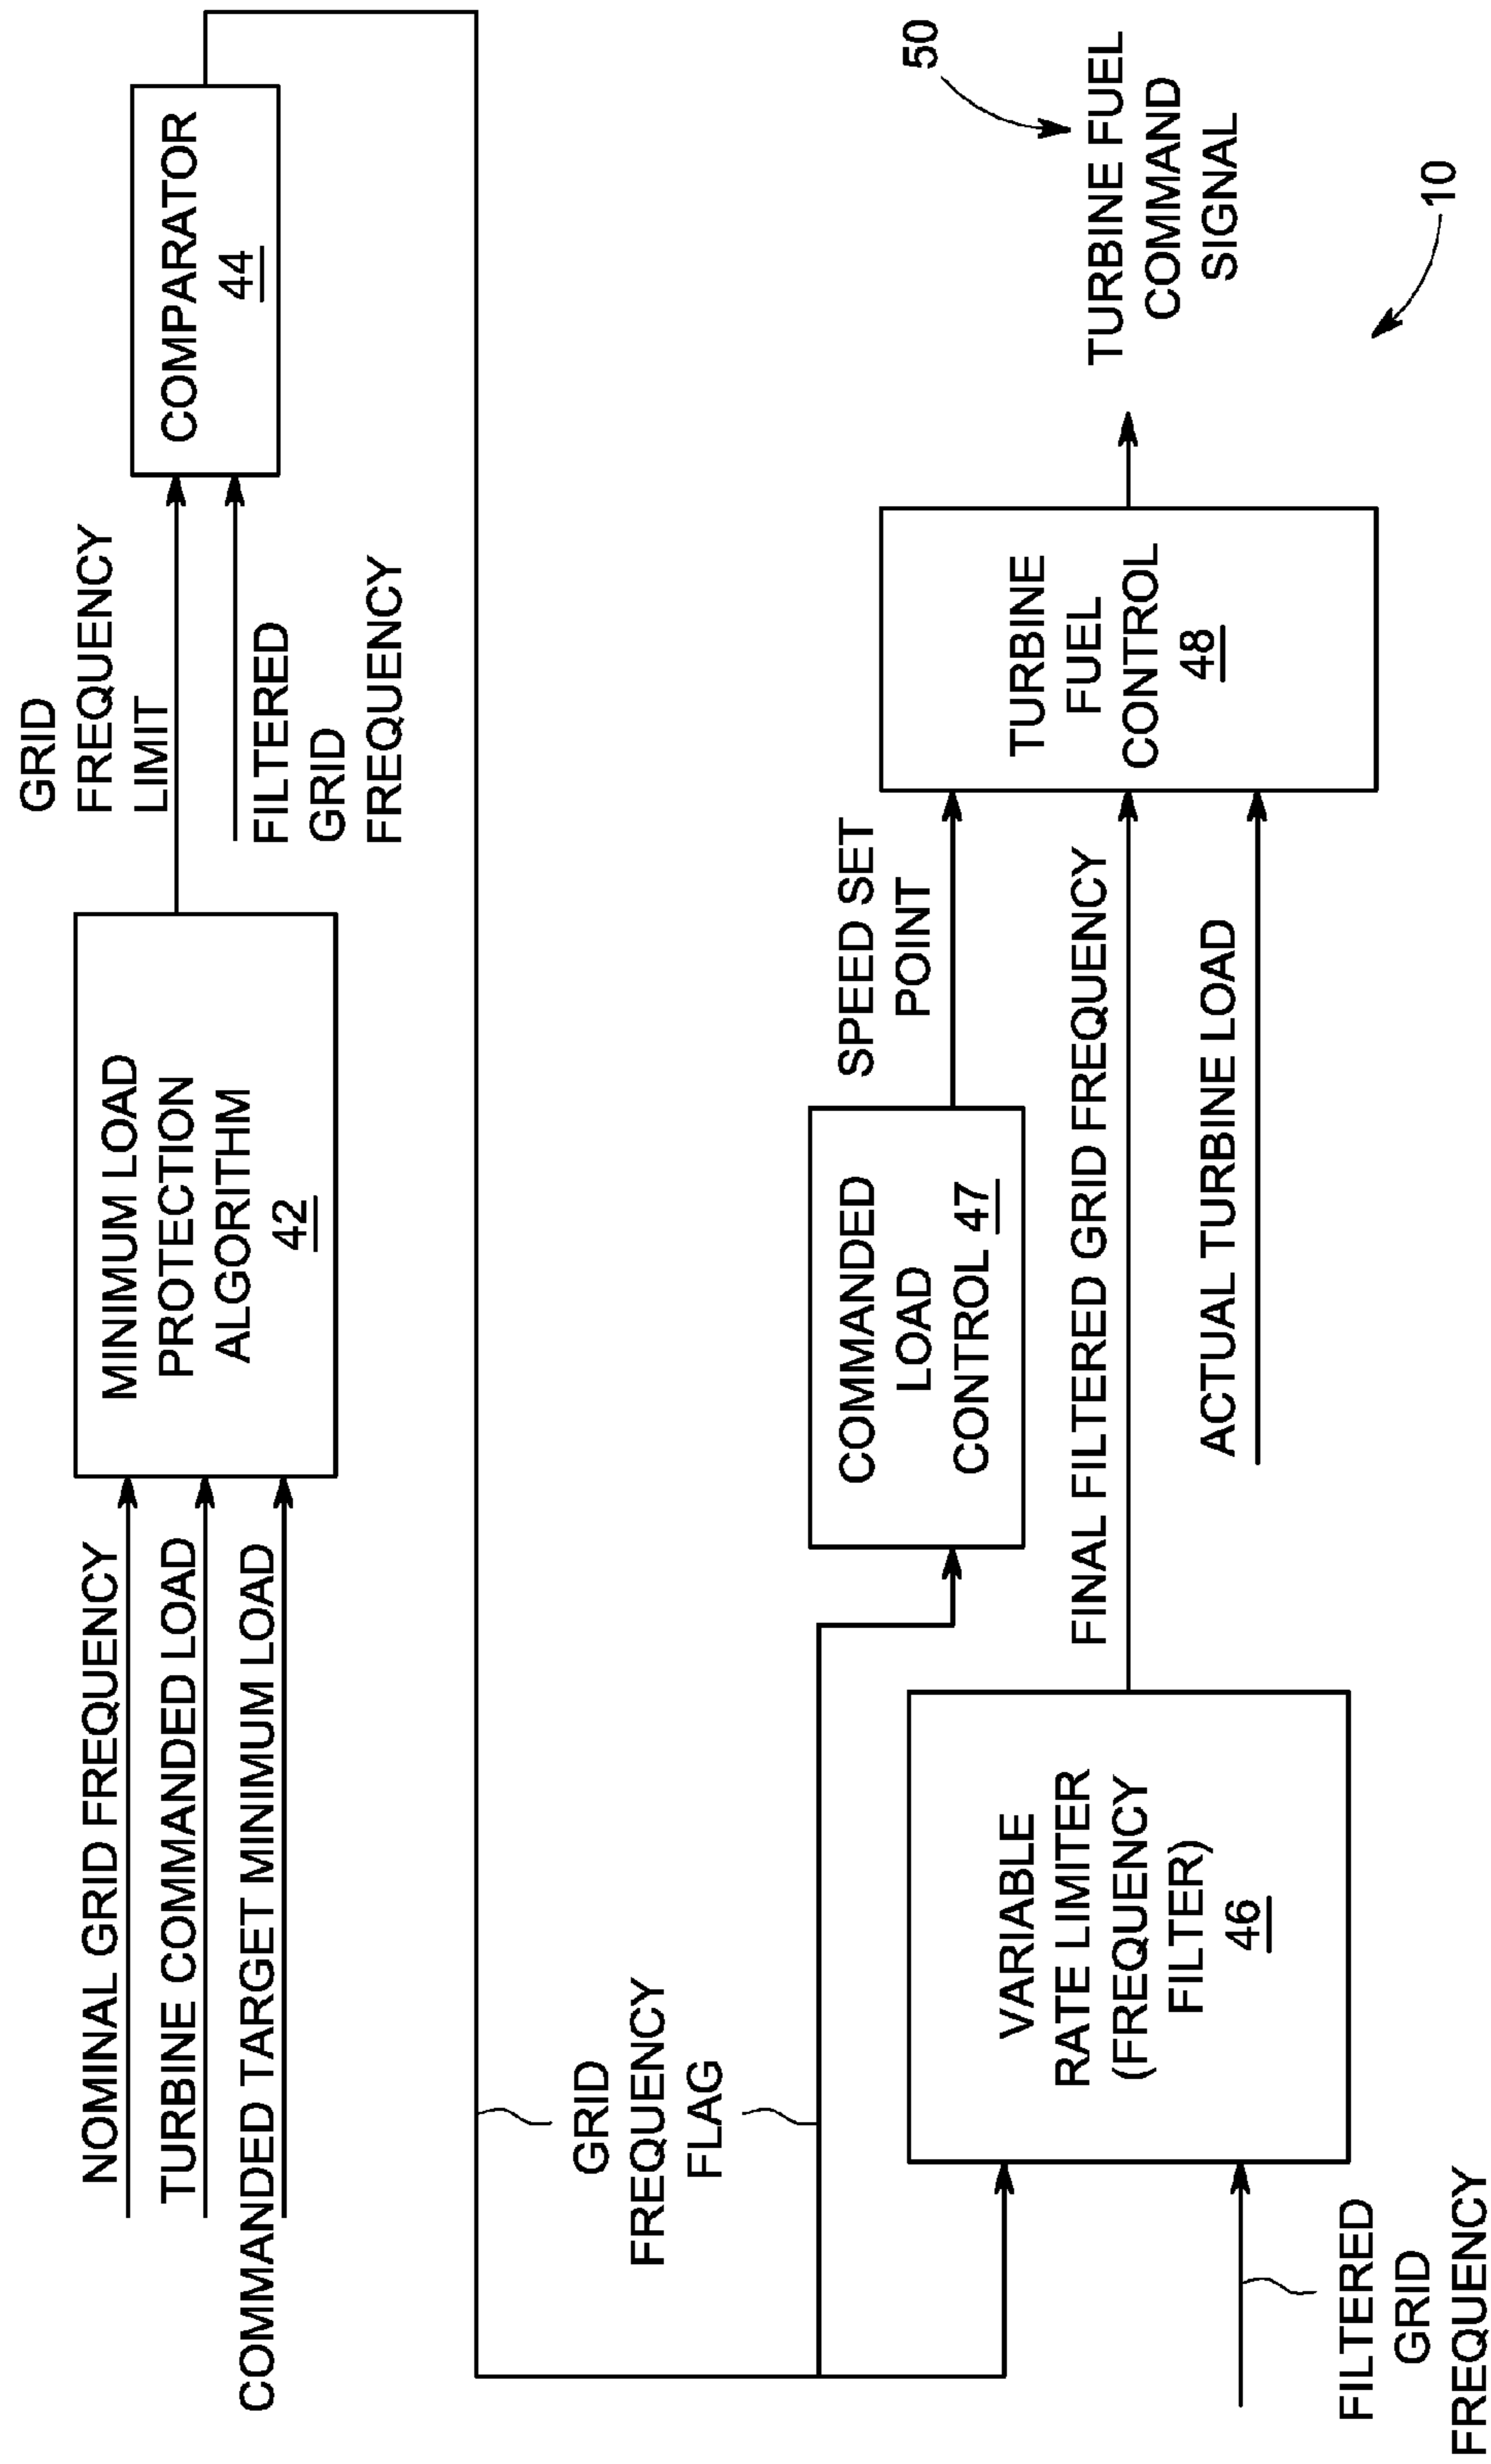 NOMINAL GRID FREQUENCY
TURBINE COMMANDED LOAD
COMMANDED TARGET MINIMUM LOAD
MINIMUM LOAD
PROTECTION
ALGORITHM
42
GRID
FREQUENCY
LIMIT
FILTERED
GRID
FREQUENCY
COMPARATOR
44
GRID
FREQUENCY
FLAG
FILTERED
GRID
FREQUENCY
VARIABLE
RATE LIMITER
(FREQUENCY
FILTER)
46
COMMANDED
LOAD
CONTROL 47
SPEED SET
POINT
FINAL FILTERED GRID FREQUENCY
ACTUAL TURBINE LOAD
TURBINE
FUEL
CONTROL
48
50
TURBINE FUEL
COMMAND
SIGNAL
10